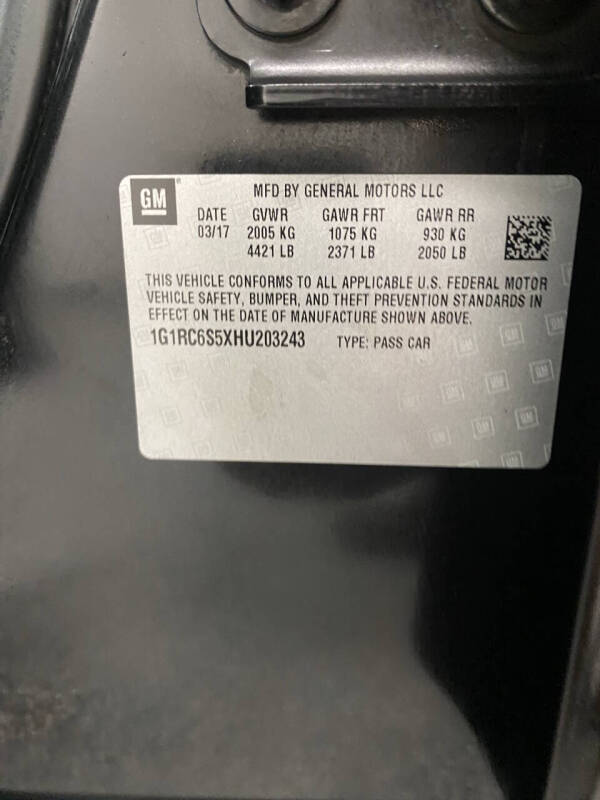 GM
MFD BY GENERAL MOTORS LLC
DATE GVWR GAWR FRT GAWR RR
03/17 2005 KG 1075 KG 930 KG
4421 LB 2371 LB 2050 LB
THIS VEHICLE CONFORMS TO ALL APPLICABLE U.S. FEDERAL MOTOR
VEHICLE SAFETY, BUMPER, AND THEFT PREVENTION STANDARDS IN
EFFECT ON THE DATE OF MANUFACTURE SHOWN ABOVE.
1G1RC6S5XHU203243 TYPE: PASS CAR